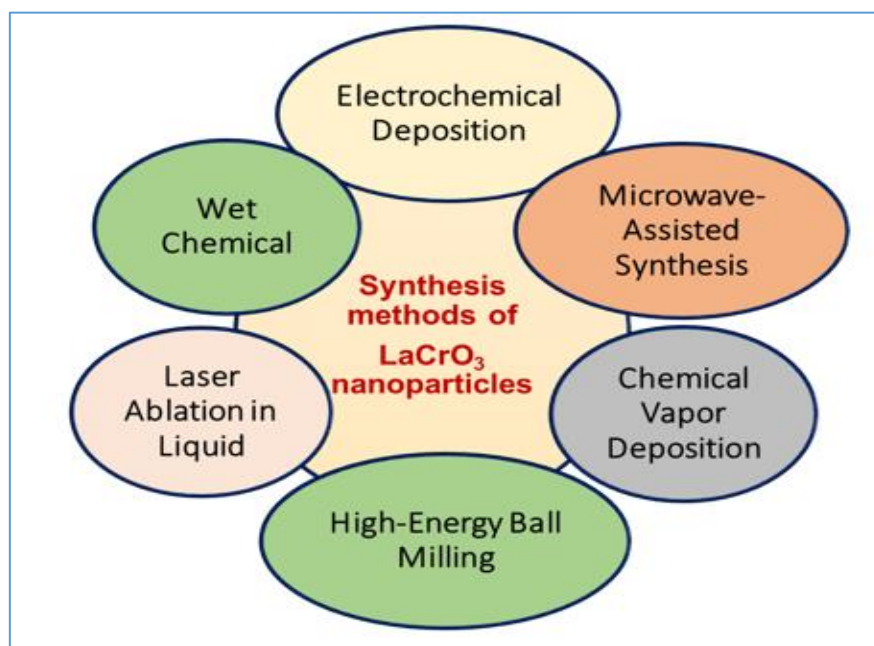 Electrochemical
Deposition
Microwave-
Assisted
Synthesis
Chemical
Vapor
Deposition
High-Energy Ball
Milling
Laser
Ablation in
Liquid
Wet
Chemical
Synthesis
methods of
LaCrO₃
nanoparticles